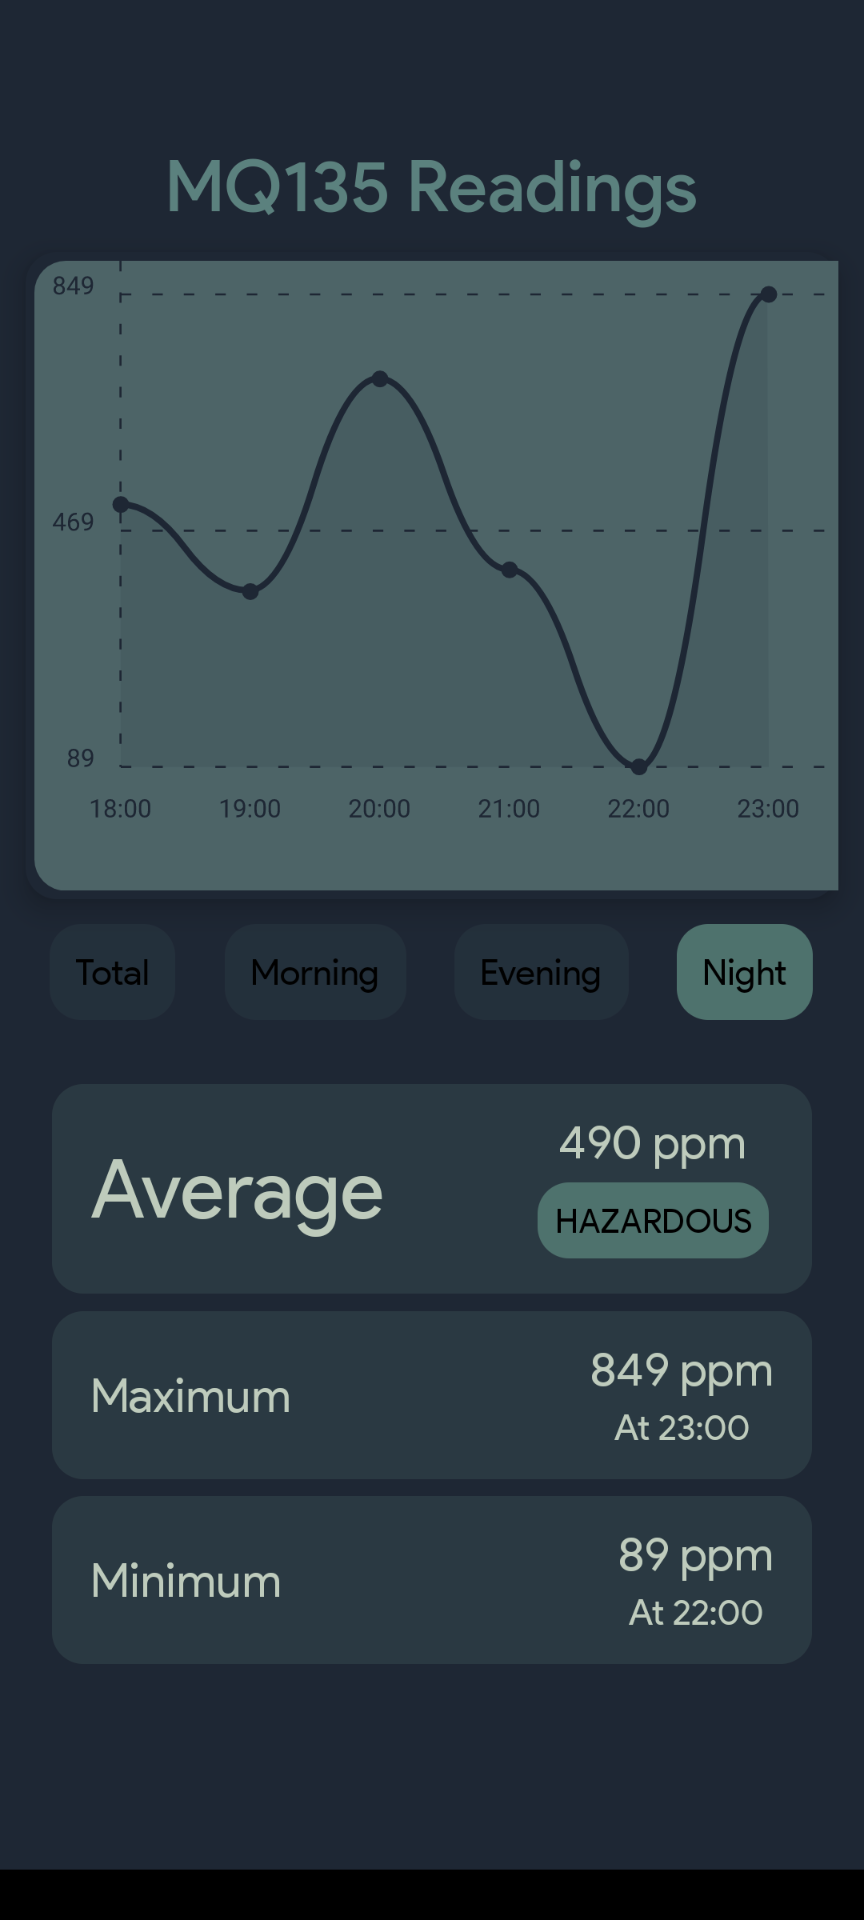 MQ135 Readings
849
469
89
18:00 19:00 20:00 21:00 22:00 23:00
Total Morning Evening Night
Average
490 ppm
HAZARDOUS
Maximum
849 ppm
At 23:00
Minimum
89 ppm
At 22:00